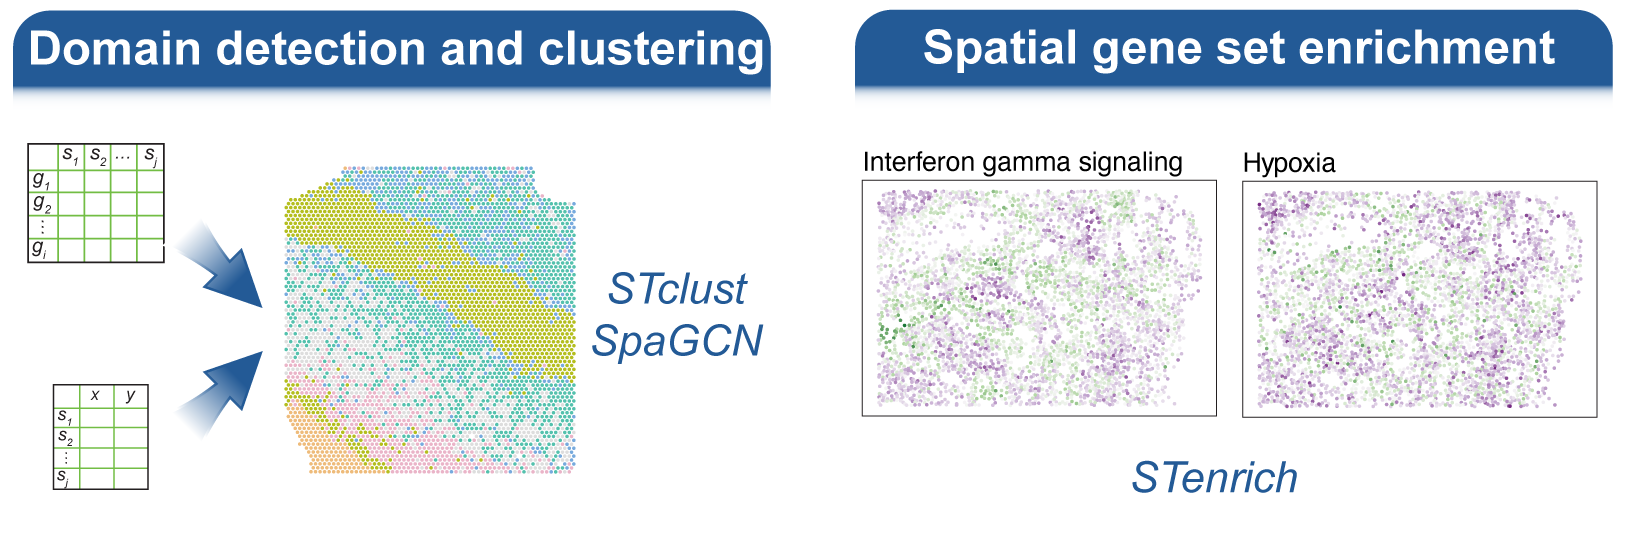 Domain detection and clustering
s1 s2 ... sj
g1
g2
⋮
gi
x y
s1
s2
⋮
sj
STclust
SpaGCN
Spatial gene set enrichment
Interferon gamma signaling
Hypoxia
STenrich